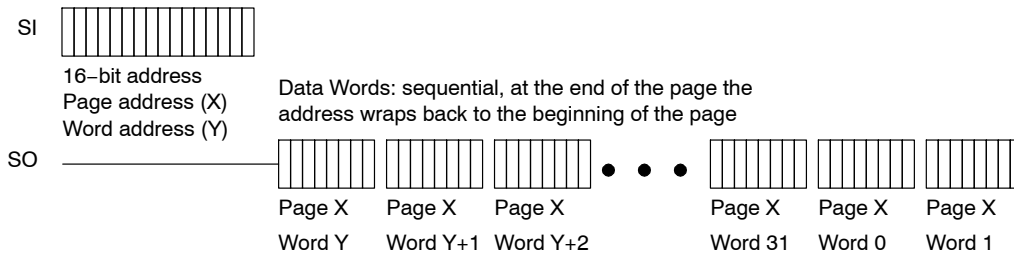 SI
16−bit address
Page address (X)
Word address (Y)
Data Words: sequential, at the end of the page the
address wraps back to the beginning of the page
SO
Page X Page X Page X Page X Page X Page X
Word Y Word Y+1 Word Y+2 Word 31 Word 0 Word 1